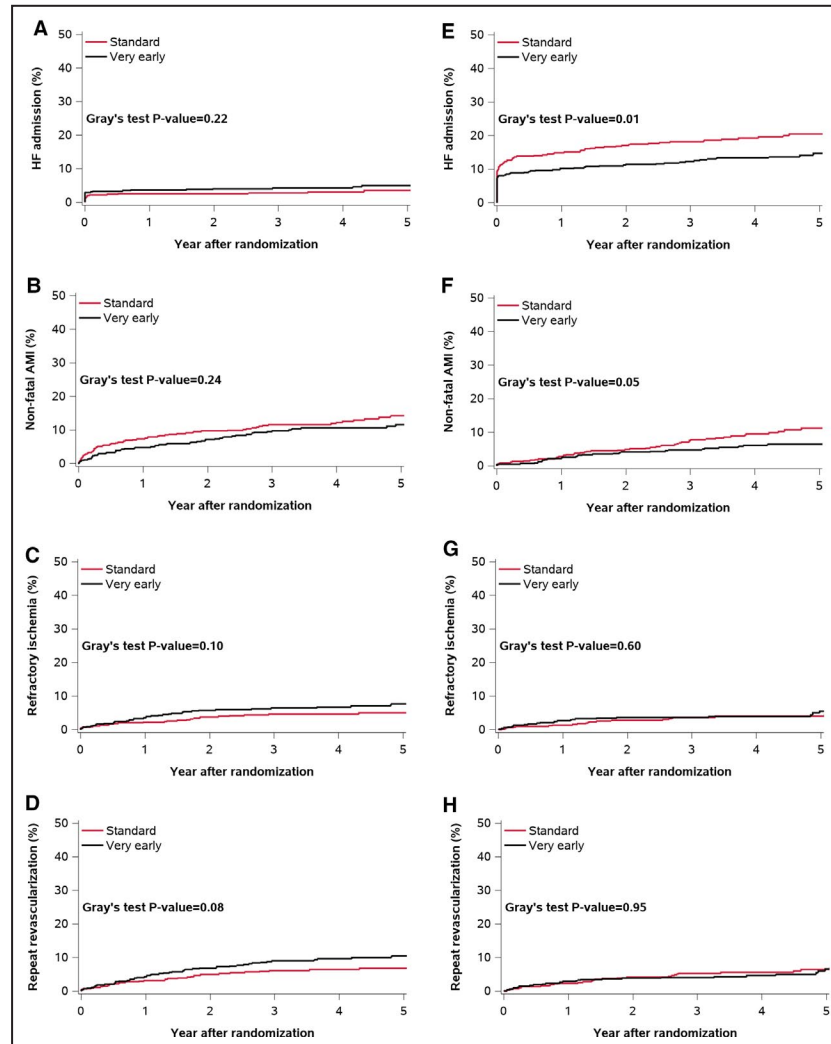 A
Standard
Very early
Gray's test P-value=0.22
HF admission (%)
50
40
30
20
10
0
0 1 2 3 4 5
Year after randomization
B
Standard
Very early
Gray's test P-value=0.24
Non-fatal AMI (%)
50
40
30
20
10
0
0 1 2 3 4 5
Year after randomization
C
Standard
Very early
Gray's test P-value=0.10
Refractory ischemia (%)
50
40
30
20
10
0
0 1 2 3 4 5
Year after randomization
D
Standard
Very early
Gray's test P-value=0.08
Repeat revascularization (%)
50
40
30
20
10
0
0 1 2 3 4 5
Year after randomization
E
Standard
Very early
Gray's test P-value=0.01
HF admission (%)
50
40
30
20
10
0
0 1 2 3 4 5
Year after randomization
F
Standard
Very early
Gray's test P-value=0.05
Non-fatal AMI (%)
50
40
30
20
10
0
0 1 2 3 4 5
Year after randomization
G
Standard
Very early
Gray's test P-value=0.60
Refractory ischemia (%)
50
40
30
20
10
0
0 1 2 3 4 5
Year after randomization
H
Standard
Very early
Gray's test P-value=0.95
Repeat revascularization (%)
50
40
30
20
10
0
0 1 2 3 4 5
Year after randomization